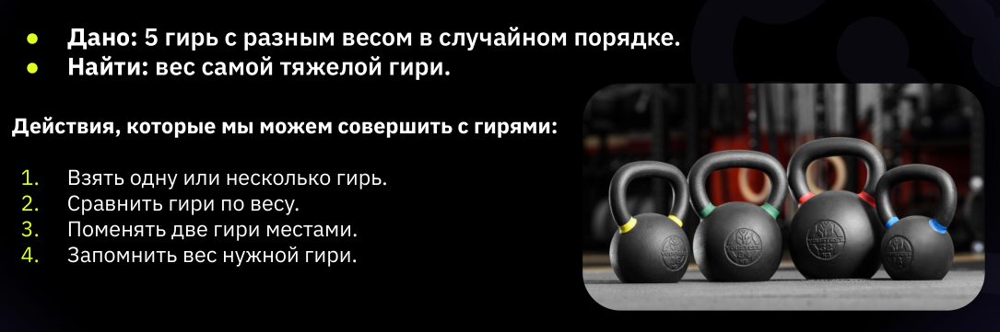 ● Дано: 5 гирь с разным весом в случайном порядке.
● Найти: вес самой тяжелой гири.
Действия, которые мы можем совершить с гирями:
1. Взять одну или несколько гирь.
2. Сравнить гири по весу.
3. Поменять две гири местами.
4. Запомнить вес нужной гири.